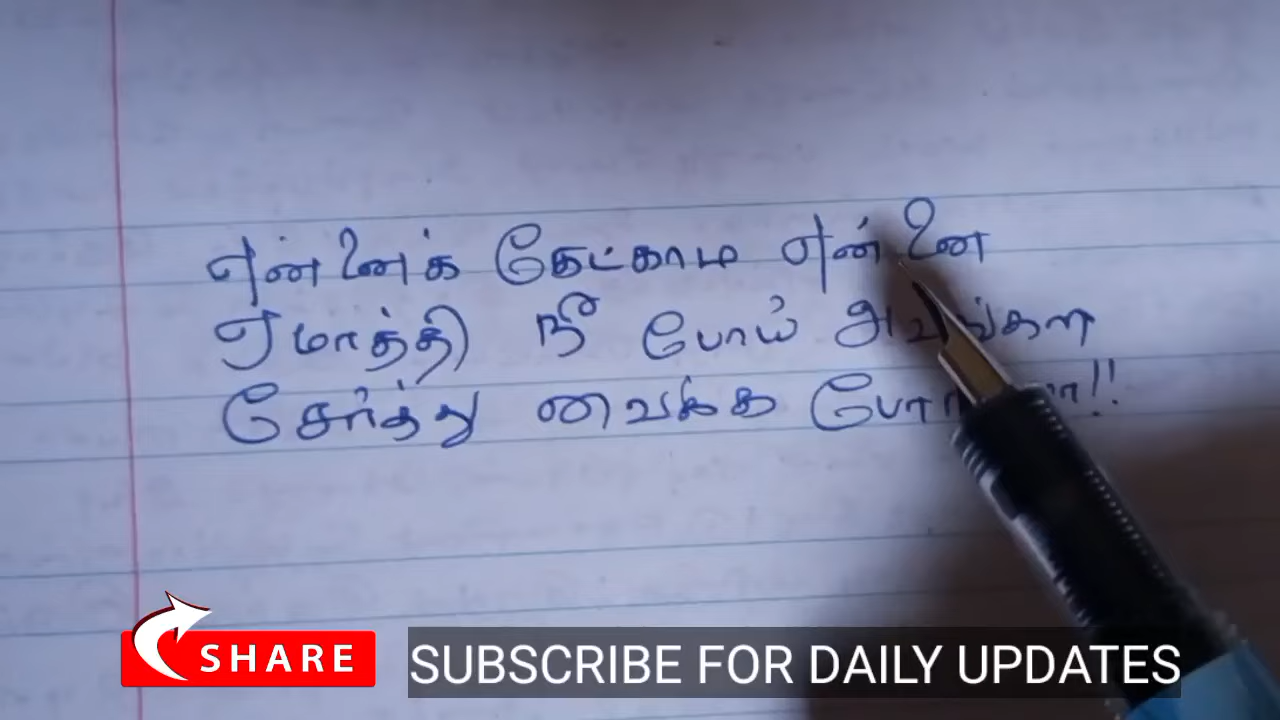 என்னைக் கேட்காம என்னை
ஏமாத்தி நீ போய் அவங்கள
சேர்த்து வைக்க
SHARE
SUBSCRIBE FOR DAILY UPDATES